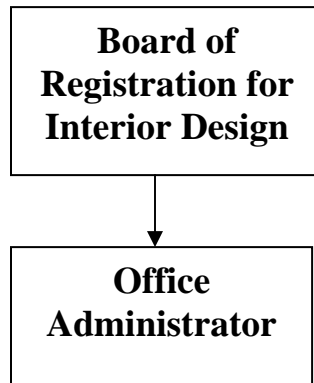 Board of
Registration for
Interior Design
Office
Administrator